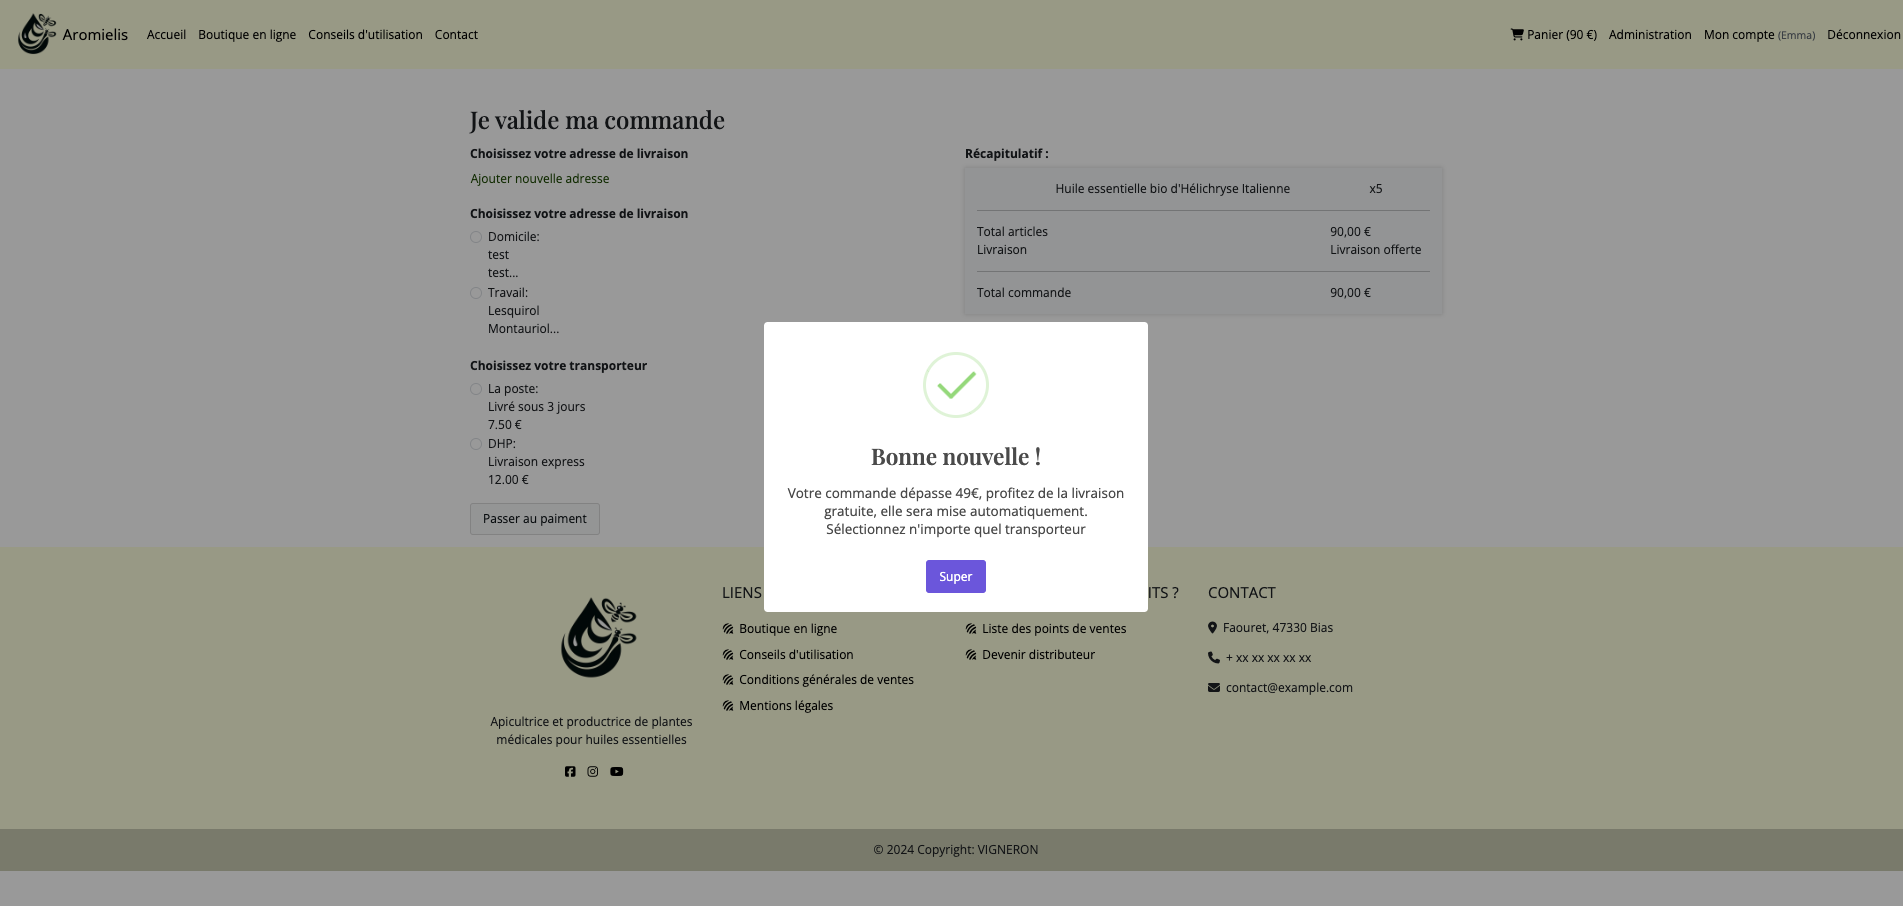 Aromielis
Accueil
Boutique en ligne
Conseils d'utilisation
Contact
Panier (90 €)
Administration
Mon compte (Emma)
Déconnexion
Je valide ma commande
Choisissez votre adresse de livraison
Ajouter nouvelle adresse
Choisissez votre adresse de livraison
Domicile:
test
test...
Travail:
Lesquirol
Montauriol...
Choisissez votre transporteur
La poste:
Livré sous 3 jours
7.50 €
DHP:
Livraison express
12.00 €
Passer au paiment
Récapitulatif :
Huile essentielle bio d'Hélichryse Italienne x5
Total articles 90,00 €
Livraison Livraison offerte
Total commande 90,00 €
Bonne nouvelle !
Votre commande dépasse 49€, profitez de la livraison
gratuite, elle sera mise automatiquement.
Sélectionnez n'importe quel transporteur
Super
Apicultrice et productrice de plantes
médicales pour huiles essentielles
LIENS
Boutique en ligne
Conseils d'utilisation
Conditions générales de ventes
Mentions légales
ITS ?
Liste des points de ventes
Devenir distributeur
CONTACT
Faouret, 47330 Bias
+ xx xx xx xx xx
contact@example.com
© 2024 Copyright: VIGNERON